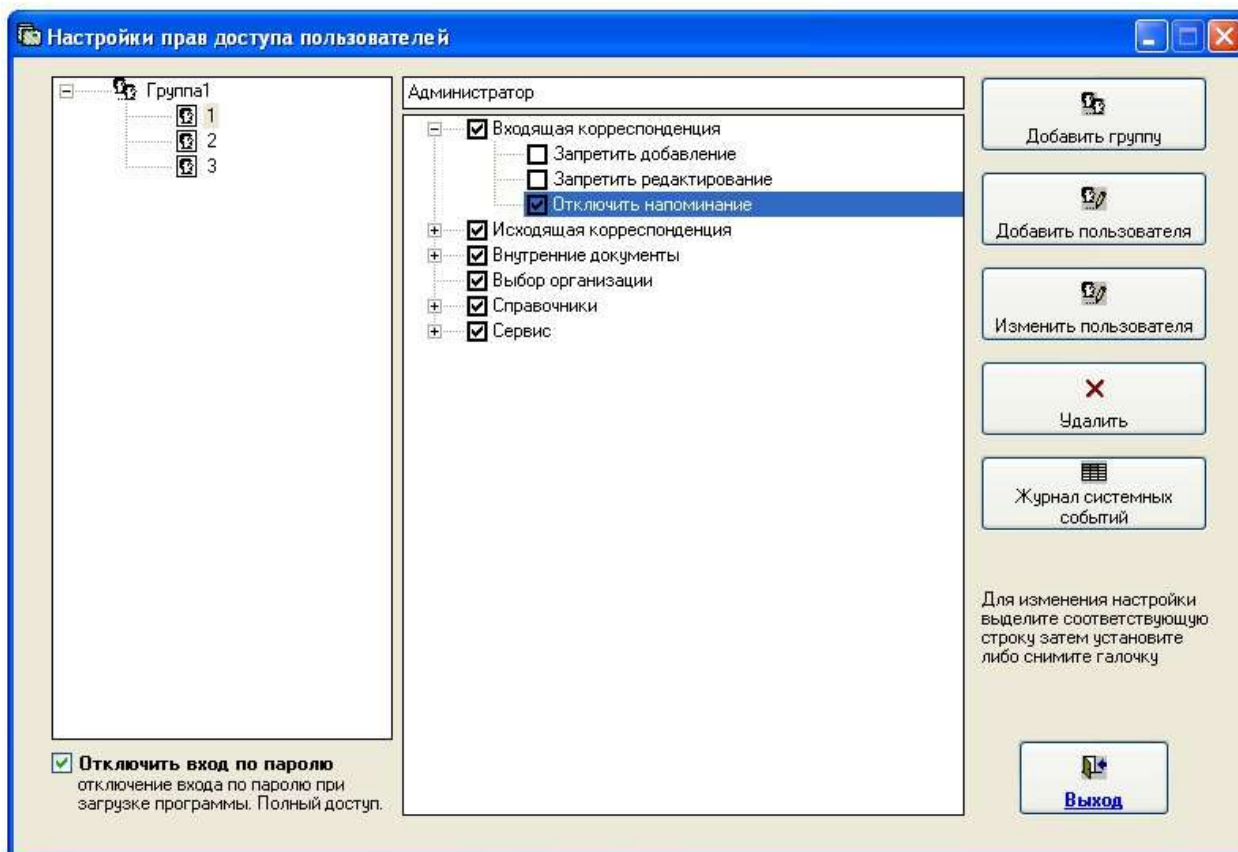 Настройки прав доступа пользователей
Группа1
1
2
3
Администратор
Входящая корреспонденция
Запретить добавление
Запретить редактирование
Отключить напоминание
Исходящая корреспонденция
Внутренние документы
Выбор организации
Справочники
Сервис
Добавить группу
Добавить пользователя
Изменить пользователя
Удалить
Журнал системных
событий
Для изменения настройки
выделите соответствующую
строку затем установите
либо снимите галочку
Отключить вход по паролю
отключение входа по паролю при
загрузке программы. Полный доступ.
Выход